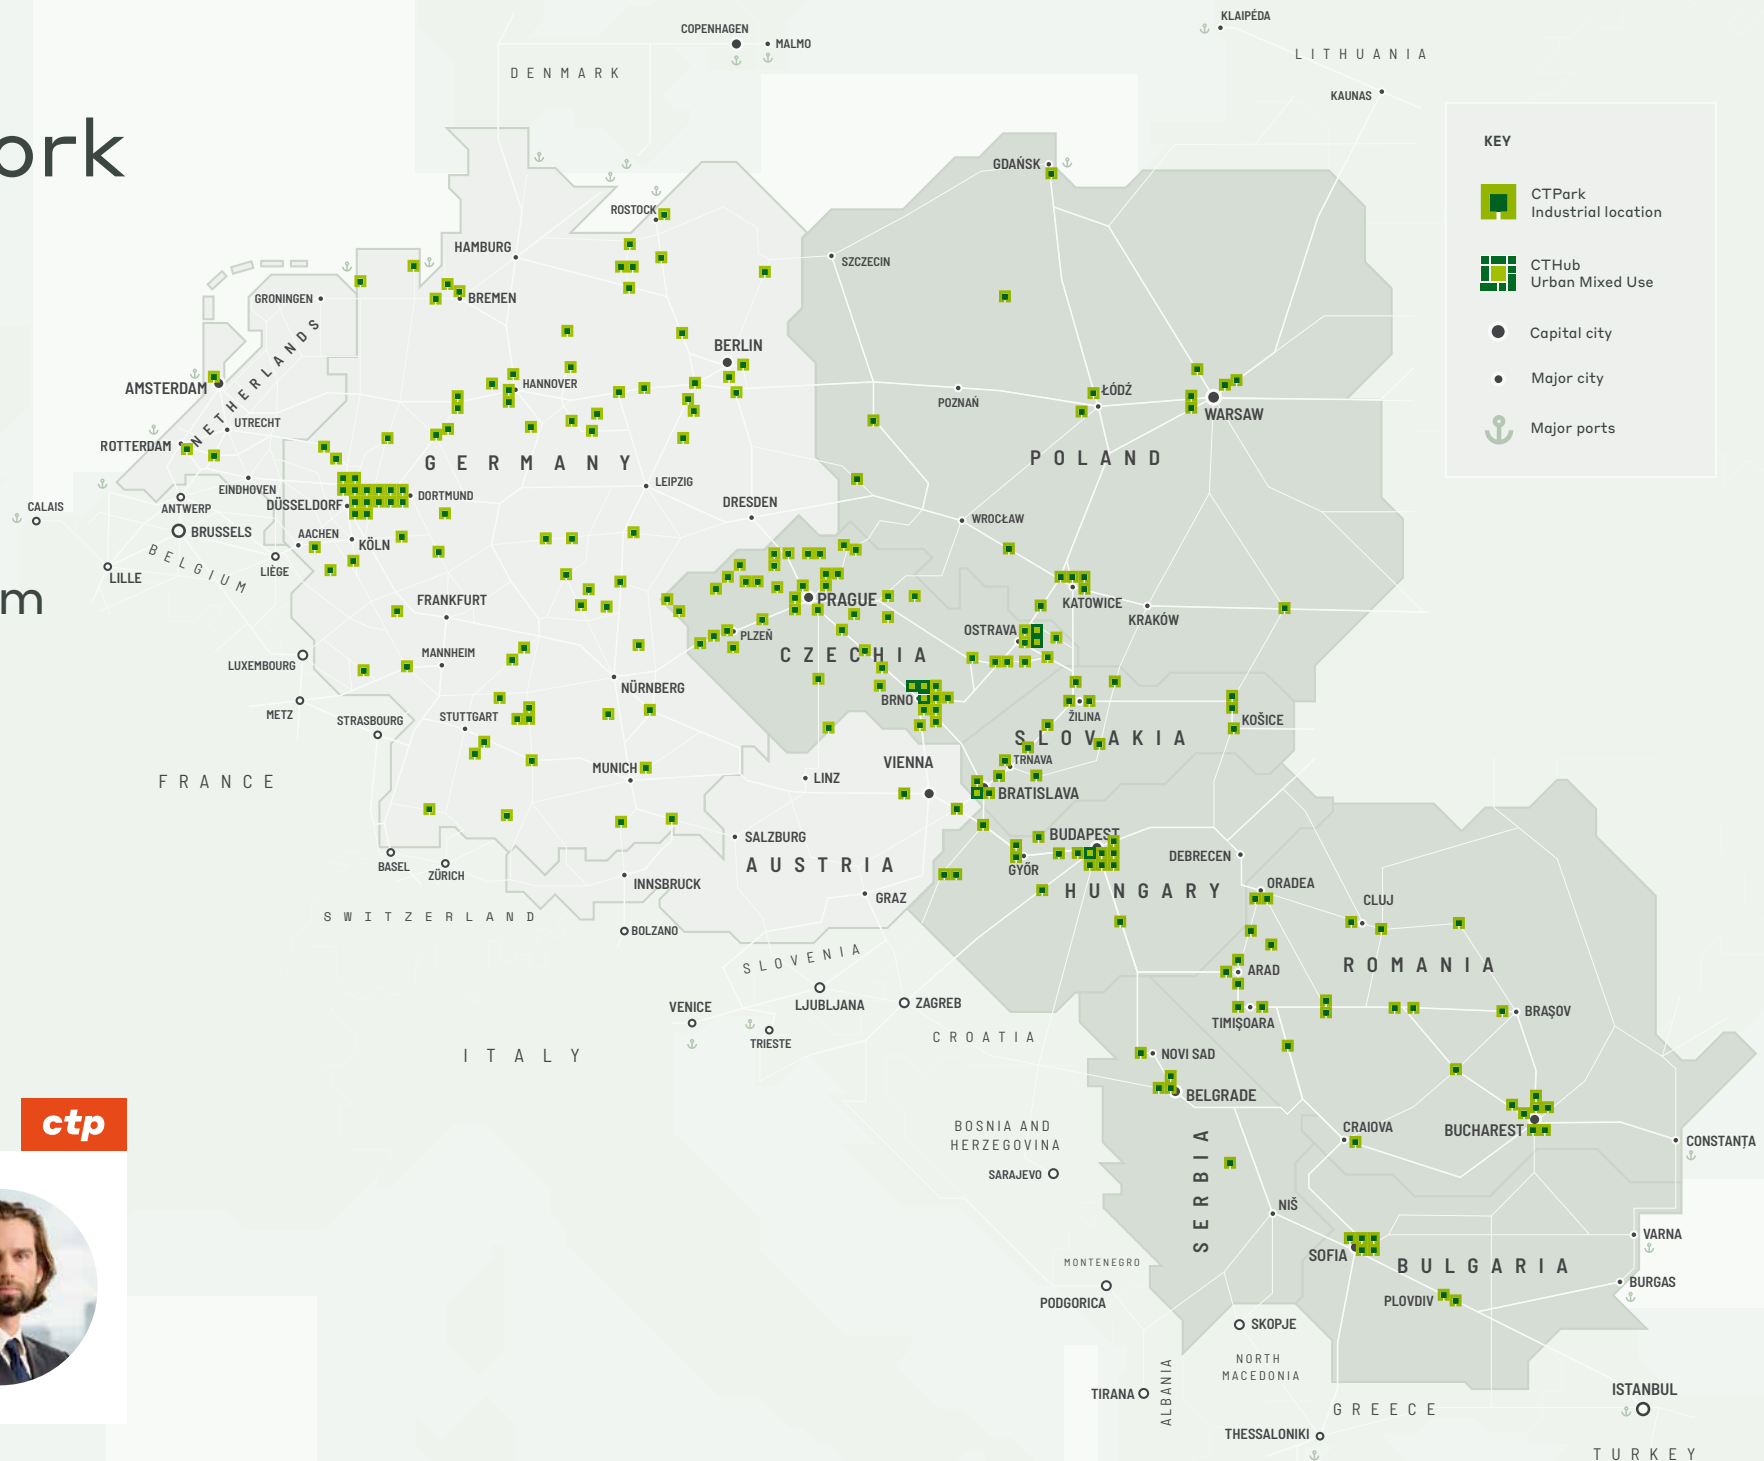 ork
m
ctp
KEY
CTPark
Industrial location
CTHub
Urban Mixed Use
Capital city
Major city
Major ports
COPENHAGEN
MALMO
DENMARK
KLAIPĖDA
LITHUANIA
KAUNAS
GDAŃSK
ROSTOCK
HAMBURG
SZCZECIN
GRONINGEN
BREMEN
NETHERLANDS
BERLIN
AMSTERDAM
HANNOVER
POZNAŃ
ŁÓDŹ
WARSAW
UTRECHT
ROTTERDAM
GERMANY
POLAND
EINDHOVEN
DORTMUND
LEIPZIG
CALAIS
ANTWERP
DÜSSELDORF
DRESDEN
WROCŁAW
BRUSSELS
AACHEN
KÖLN
BELGIUM
LIÈGE
LILLE
FRANKFURT
PRAGUE
KATOWICE
KRAKÓW
PLZEŇ
OSTRAVA
LUXEMBOURG
MANNHEIM
CZECHIA
NÜRNBERG
BRNO
METZ
STRASBOURG
STUTTGART
ŽILINA
KOŠICE
SLOVAKIA
FRANCE
MUNICH
LINZ
VIENNA
TRNAVA
BRATISLAVA
SALZBURG
BUDAPEST
BASEL
ZÜRICH
AUSTRIA
GYŐR
DEBRECEN
INNSBRUCK
HUNGARY
ORADEA
GRAZ
CLUJ
SWITZERLAND
BOLZANO
SLOVENIA
ROMANIA
ARAD
VENICE
LJUBLJANA
ZAGREB
BRAŞOV
TIMIŞOARA
TRIESTE
CROATIA
ITALY
NOVI SAD
BELGRADE
BOSNIA AND
HERZEGOVINA
CRAIOVA
BUCHAREST
CONSTANȚA
SARAJEVO
SERBIA
NIŠ
VARNA
SOFIA
BULGARIA
MONTENEGRO
BURGAS
PODGORICA
PLOVDIV
SKOPJE
NORTH
MACEDONIA
TIRANA
ALBANIA
ISTANBUL
GREECE
THESSALONIKI
TURKEY